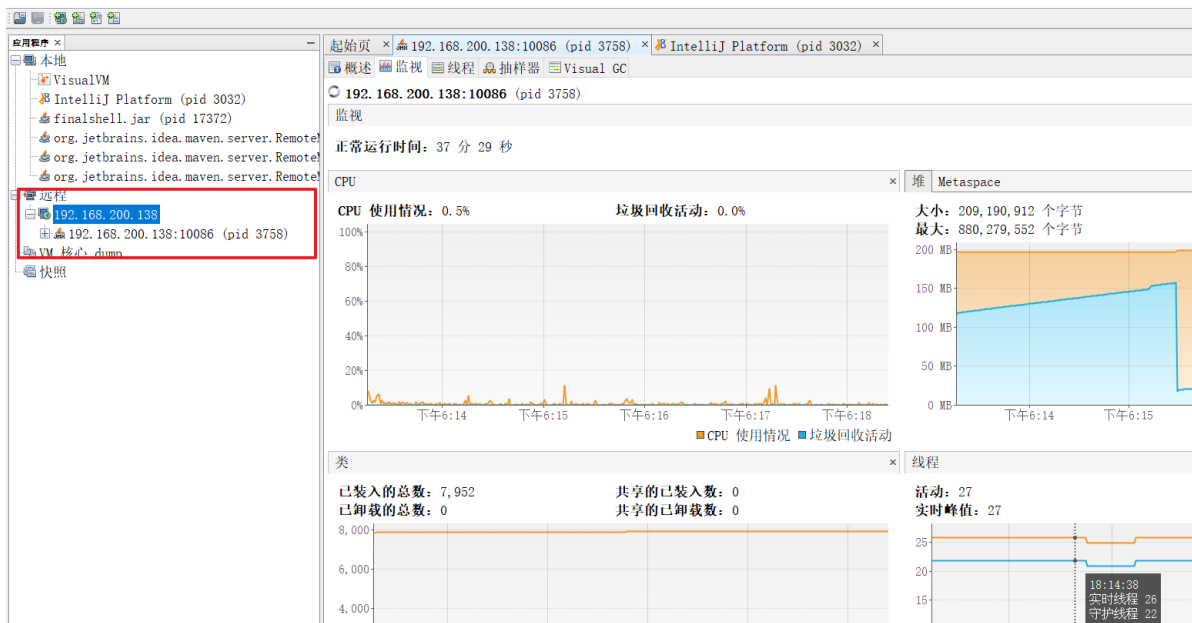 应用程序 ×
本地
VisualVM
IntelliJ Platform (pid 3032)
finalshell.jar (pid 17372)
org.jetbrains.idea.maven.server.RemoteM
org.jetbrains.idea.maven.server.RemoteM
org.jetbrains.idea.maven.server.RemoteM
远程
192.168.200.138
192.168.200.138:10086 (pid 3758)
VM 核心 dump
快照
起始页 × 192.168.200.138:10086 (pid 3758) × IntelliJ Platform (pid 3032) ×
概述 监视 线程 抽样器 Visual GC
192.168.200.138:10086 (pid 3758)
监视
正常运行时间: 37 分 29 秒
CPU ×
CPU 使用情况: 0.5% 垃圾回收活动: 0.0%
100%
80%
60%
40%
20%
0%
下午6:14 下午6:15 下午6:16 下午6:17 下午6:18
CPU 使用情况 垃圾回收活动
堆 Metaspace
大小: 209,190,912 个字节
最大: 880,279,552 个字节
200 MB
150 MB
100 MB
50 MB
0 MB
下午6:14 下午6:15
类 ×
已装入的总数: 7,952 共享的已装入数: 0
已卸载的总数: 0 共享的已卸载数: 0
8,000
6,000
4,000
线程
活动: 27
实时峰值: 27
25
20
15
18:14:38
实时线程 26
守护线程 22